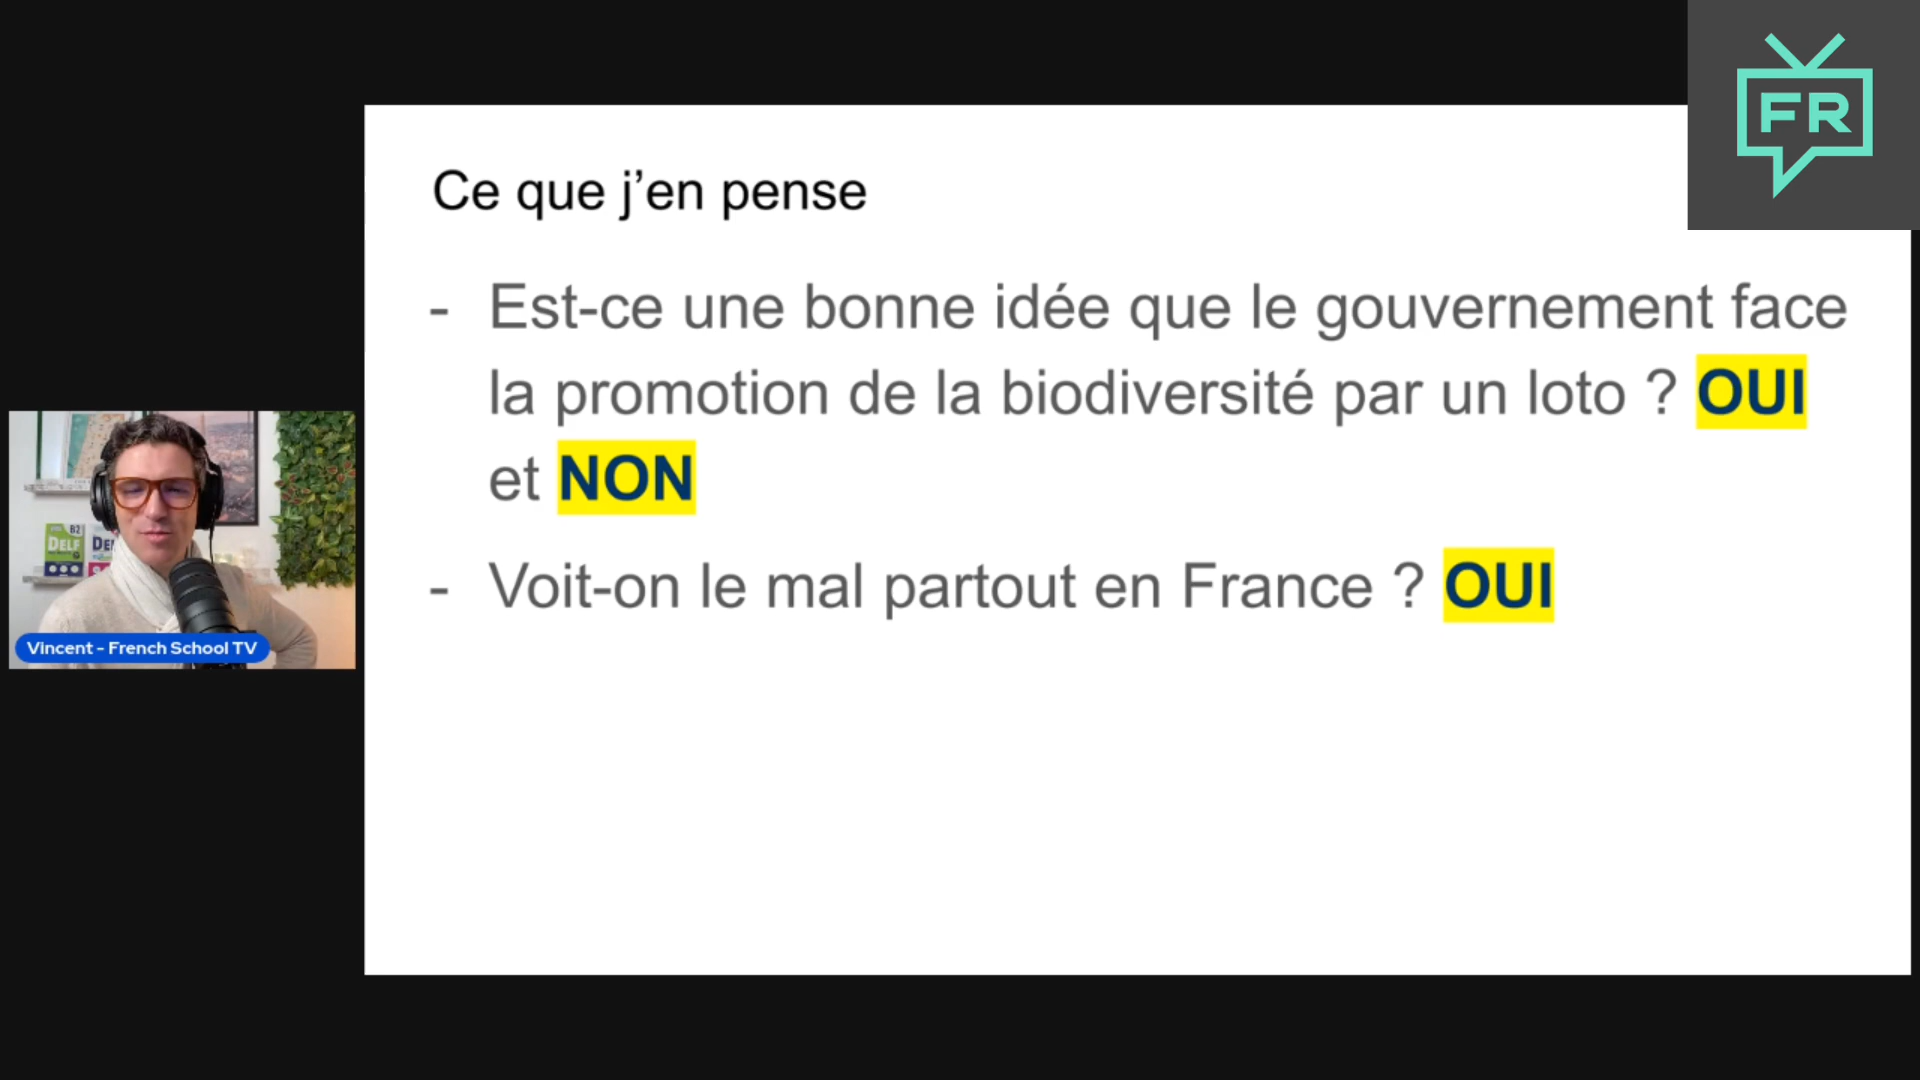 FR
Ce que j’en pense
- Est-ce une bonne idée que le gouvernement face
la promotion de la biodiversité par un loto ? OUI
et NON
- Voit-on le mal partout en France ? OUI
B2
DELF
DE
Vincent - French School TV